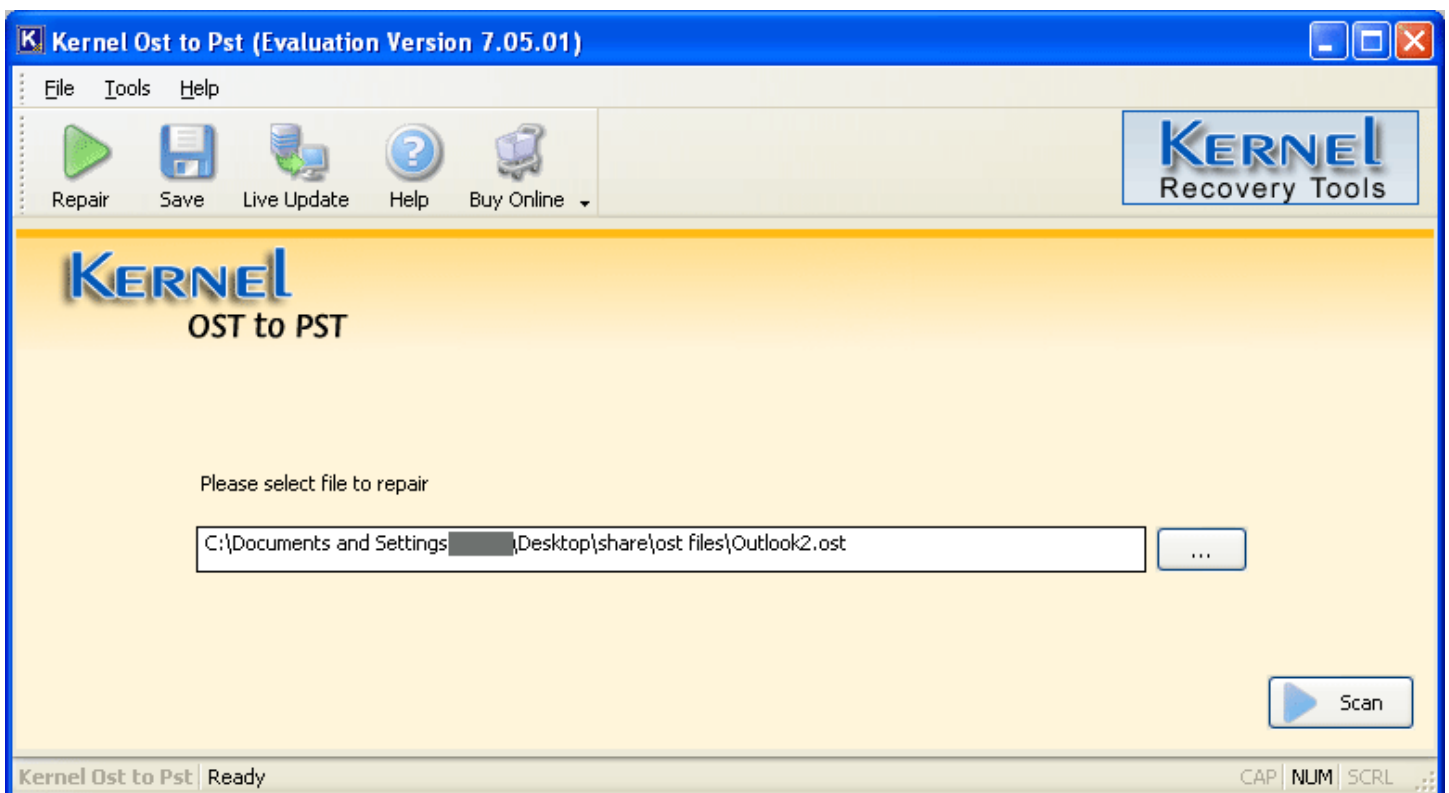 Kernel Ost to Pst (Evaluation Version 7.05.01)
File Tools Help
Repair Save Live Update Help Buy Online
KERNEL
Recovery Tools
KERNEL
OST to PST
Please select file to repair
C:\Documents and Settings \Desktop\share\ost files\Outlook2.ost ...
Scan
Kernel Ost to Pst Ready CAP NUM SCRL